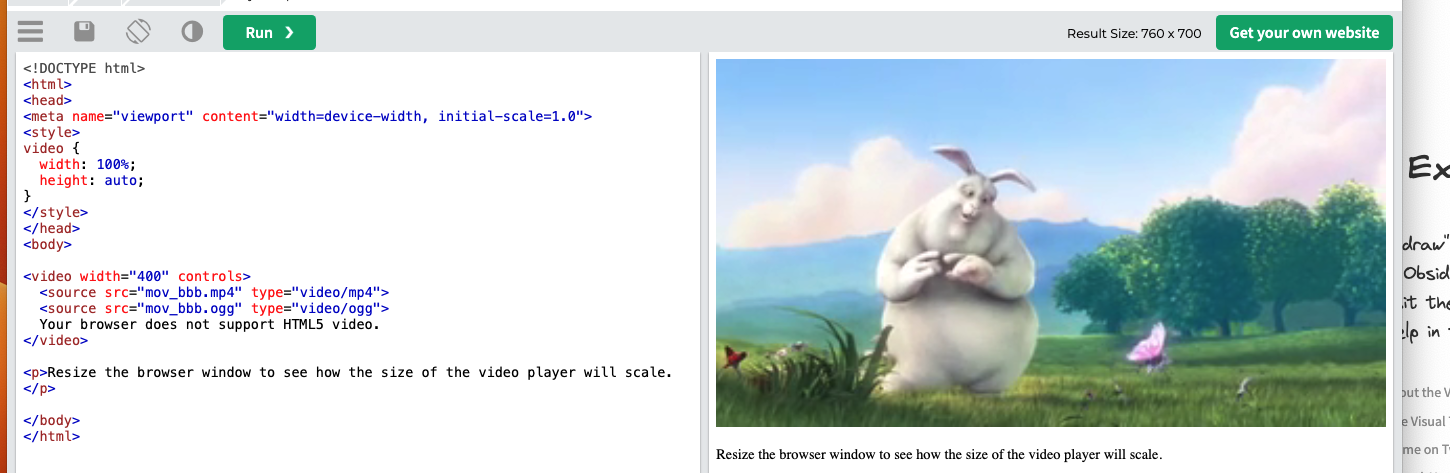 Run ❯
Result Size: 760 x 700
Get your own website
<!DOCTYPE html>
<html>
<head>
<meta name="viewport" content="width=device-width, initial-scale=1.0">
<style>
video {
  width: 100%;
  height: auto;
}
</style>
</head>
<body>

<video width="400" controls>
  <source src="mov_bbb.mp4" type="video/mp4">
  <source src="mov_bbb.ogg" type="video/ogg">
  Your browser does not support HTML5 video.
</video>

<p>Resize the browser window to see how the size of the video player will scale.
</p>

</body>
</html>
Resize the browser window to see how the size of the video player will scale.
Ex
draw"
Obsid
it the
elp in
out the V
e Visual
me on